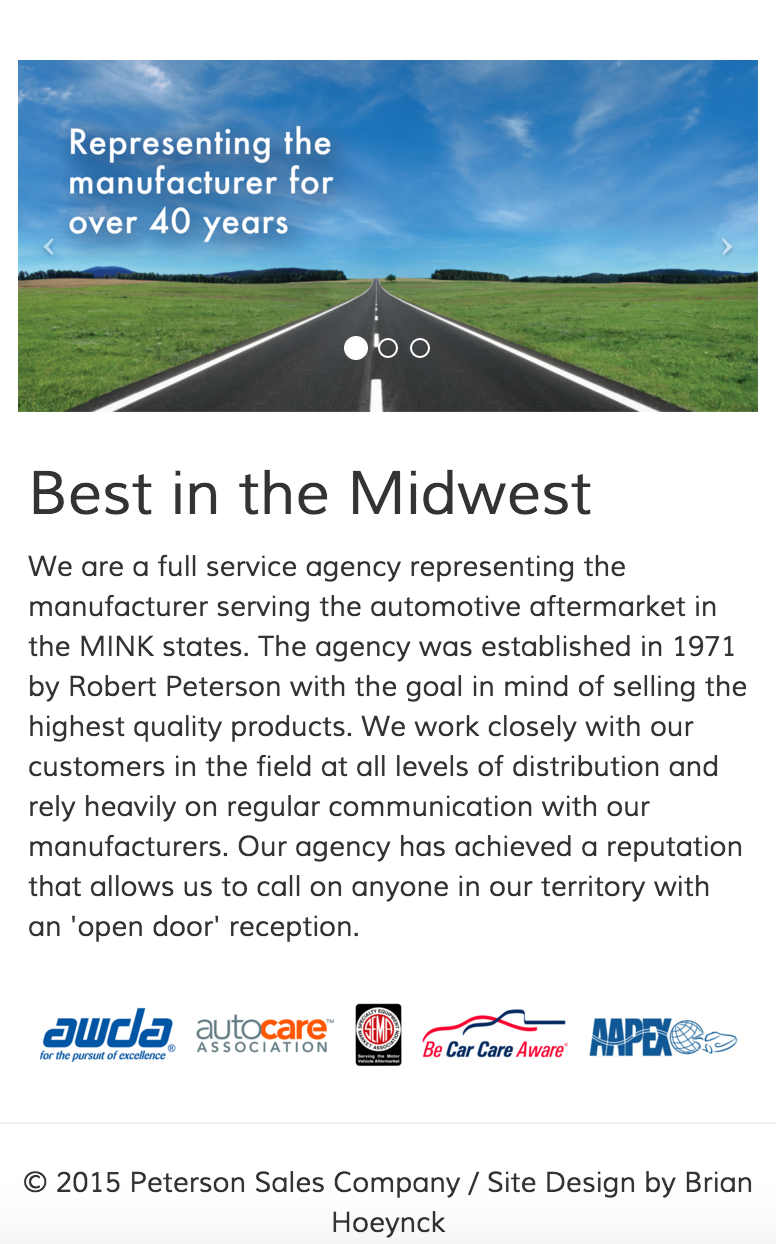 Representing the
manufacturer for
over 40 years
Best in the Midwest
We are a full service agency representing the
manufacturer serving the automotive aftermarket in
the MINK states. The agency was established in 1971
by Robert Peterson with the goal in mind of selling the
highest quality products. We work closely with our
customers in the field at all levels of distribution and
rely heavily on regular communication with our
manufacturers. Our agency has achieved a reputation
that allows us to call on anyone in our territory with
an 'open door' reception.
awda
for the pursuit of excellence®
autocare™
ASSOCIATION
SPECIALTY EQUIPMENT
SEMA
MARKET ASSOCIATION
Serving the Motor
Vehicle Aftermarket
Be Car Care Aware®
AAPEX
© 2015 Peterson Sales Company / Site Design by Brian
Hoeynck